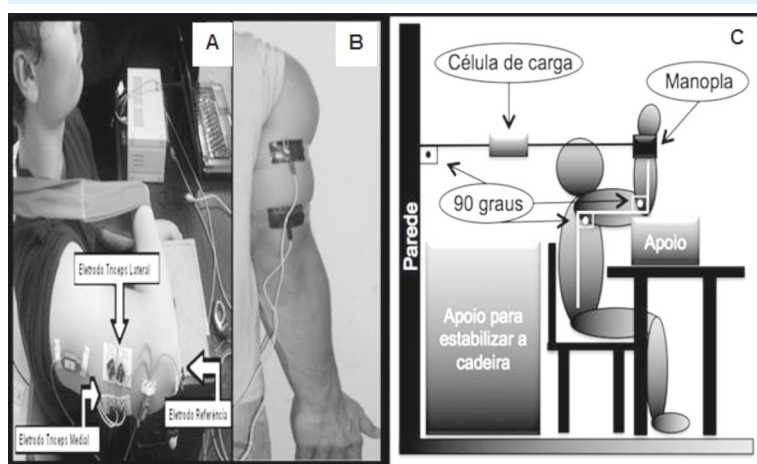 A
Eletrodo Tríceps Lateral
Eletrodo Referência
Eletrodo Tríceps Medial
B
C
Célula de carga
Manopla
90 graus
Parede
Apoio
Apoio para
estabilizar a
cadeira